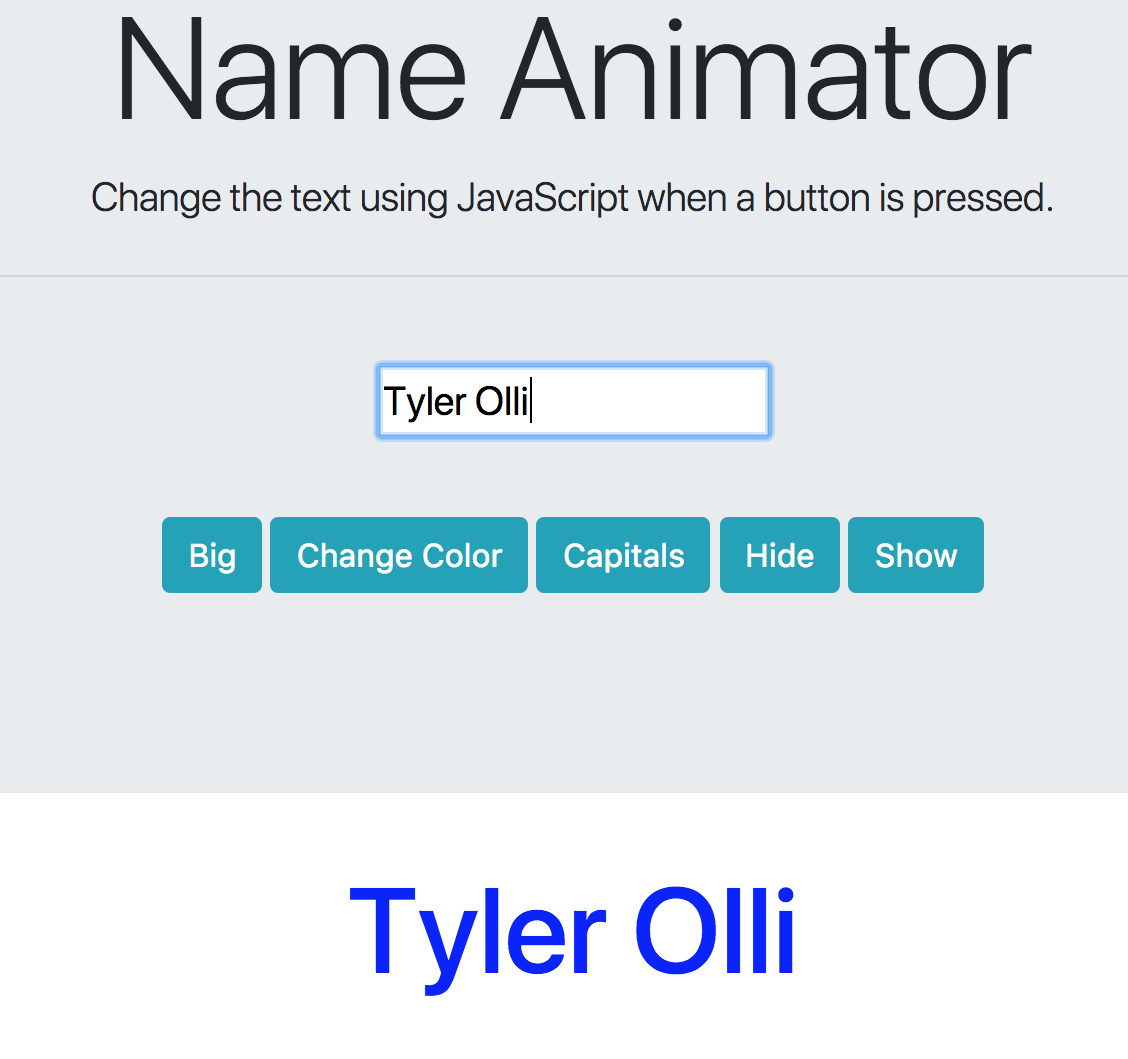 Name Animator
Change the text using JavaScript when a button is pressed.
Tyler Olli
Big Change Color Capitals Hide Show
Tyler Olli